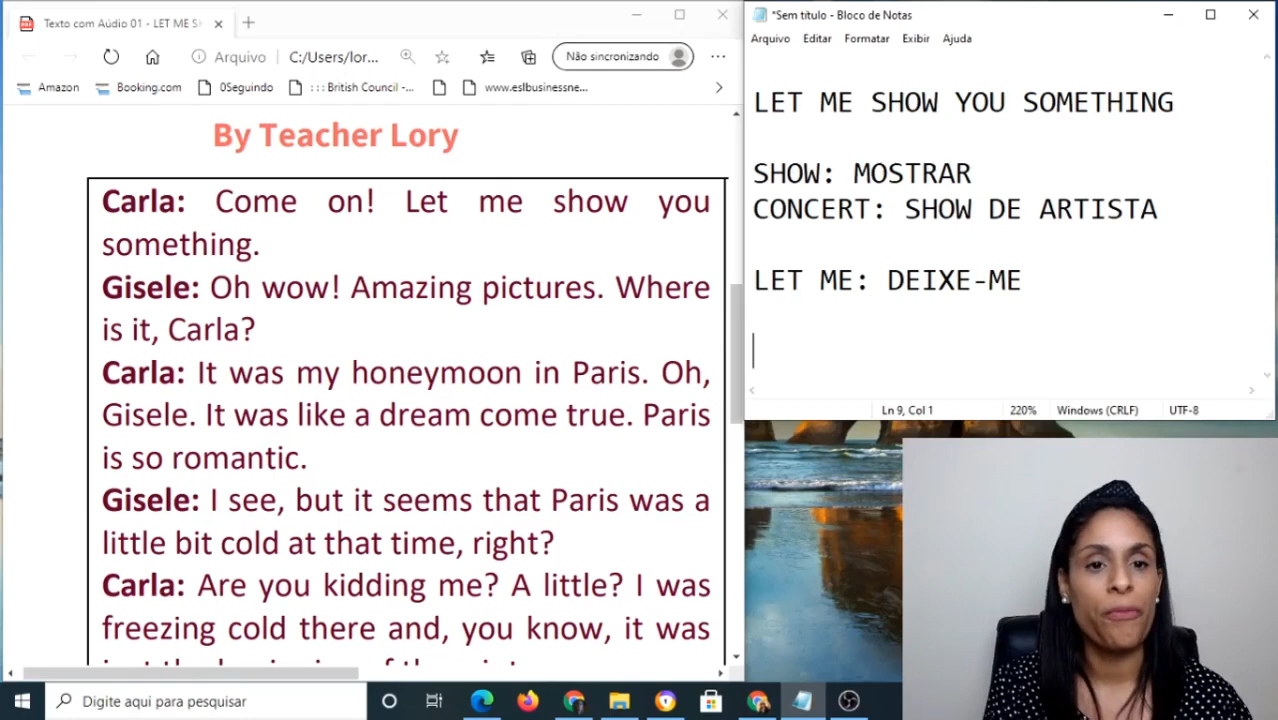 Texto com Aúdio 01 - LET ME SH
Não sincronizando
Arquivo
C:/Users/lor...
Amazon
Booking.com
0Seguindo
: : : British Council -...
www.eslbusinessne...
By Teacher Lory
Carla: Come on! Let me show you
something.
Gisele: Oh wow! Amazing pictures. Where
is it, Carla?
Carla: It was my honeymoon in Paris. Oh,
Gisele. It was like a dream come true. Paris
is so romantic.
Gisele: I see, but it seems that Paris was a
little bit cold at that time, right?
Carla: Are you kidding me? A little? I was
freezing cold there and, you know, it was
*Sem título - Bloco de Notas
Arquivo Editar Formatar Exibir Ajuda
LET ME SHOW YOU SOMETHING
SHOW: MOSTRAR
CONCERT: SHOW DE ARTISTA
LET ME: DEIXE-ME
Ln 9, Col 1 220% Windows (CRLF) UTF-8
Digite aqui para pesquisar